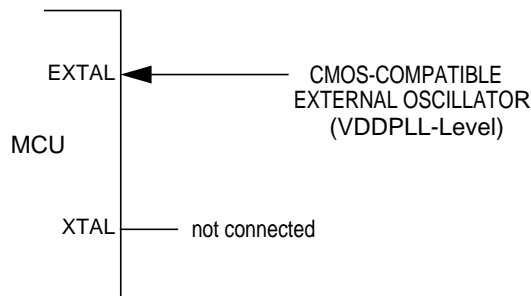 EXTAL
CMOS-COMPATIBLE
EXTERNAL OSCILLATOR
(VDDPLL-Level)
MCU
XTAL
not connected